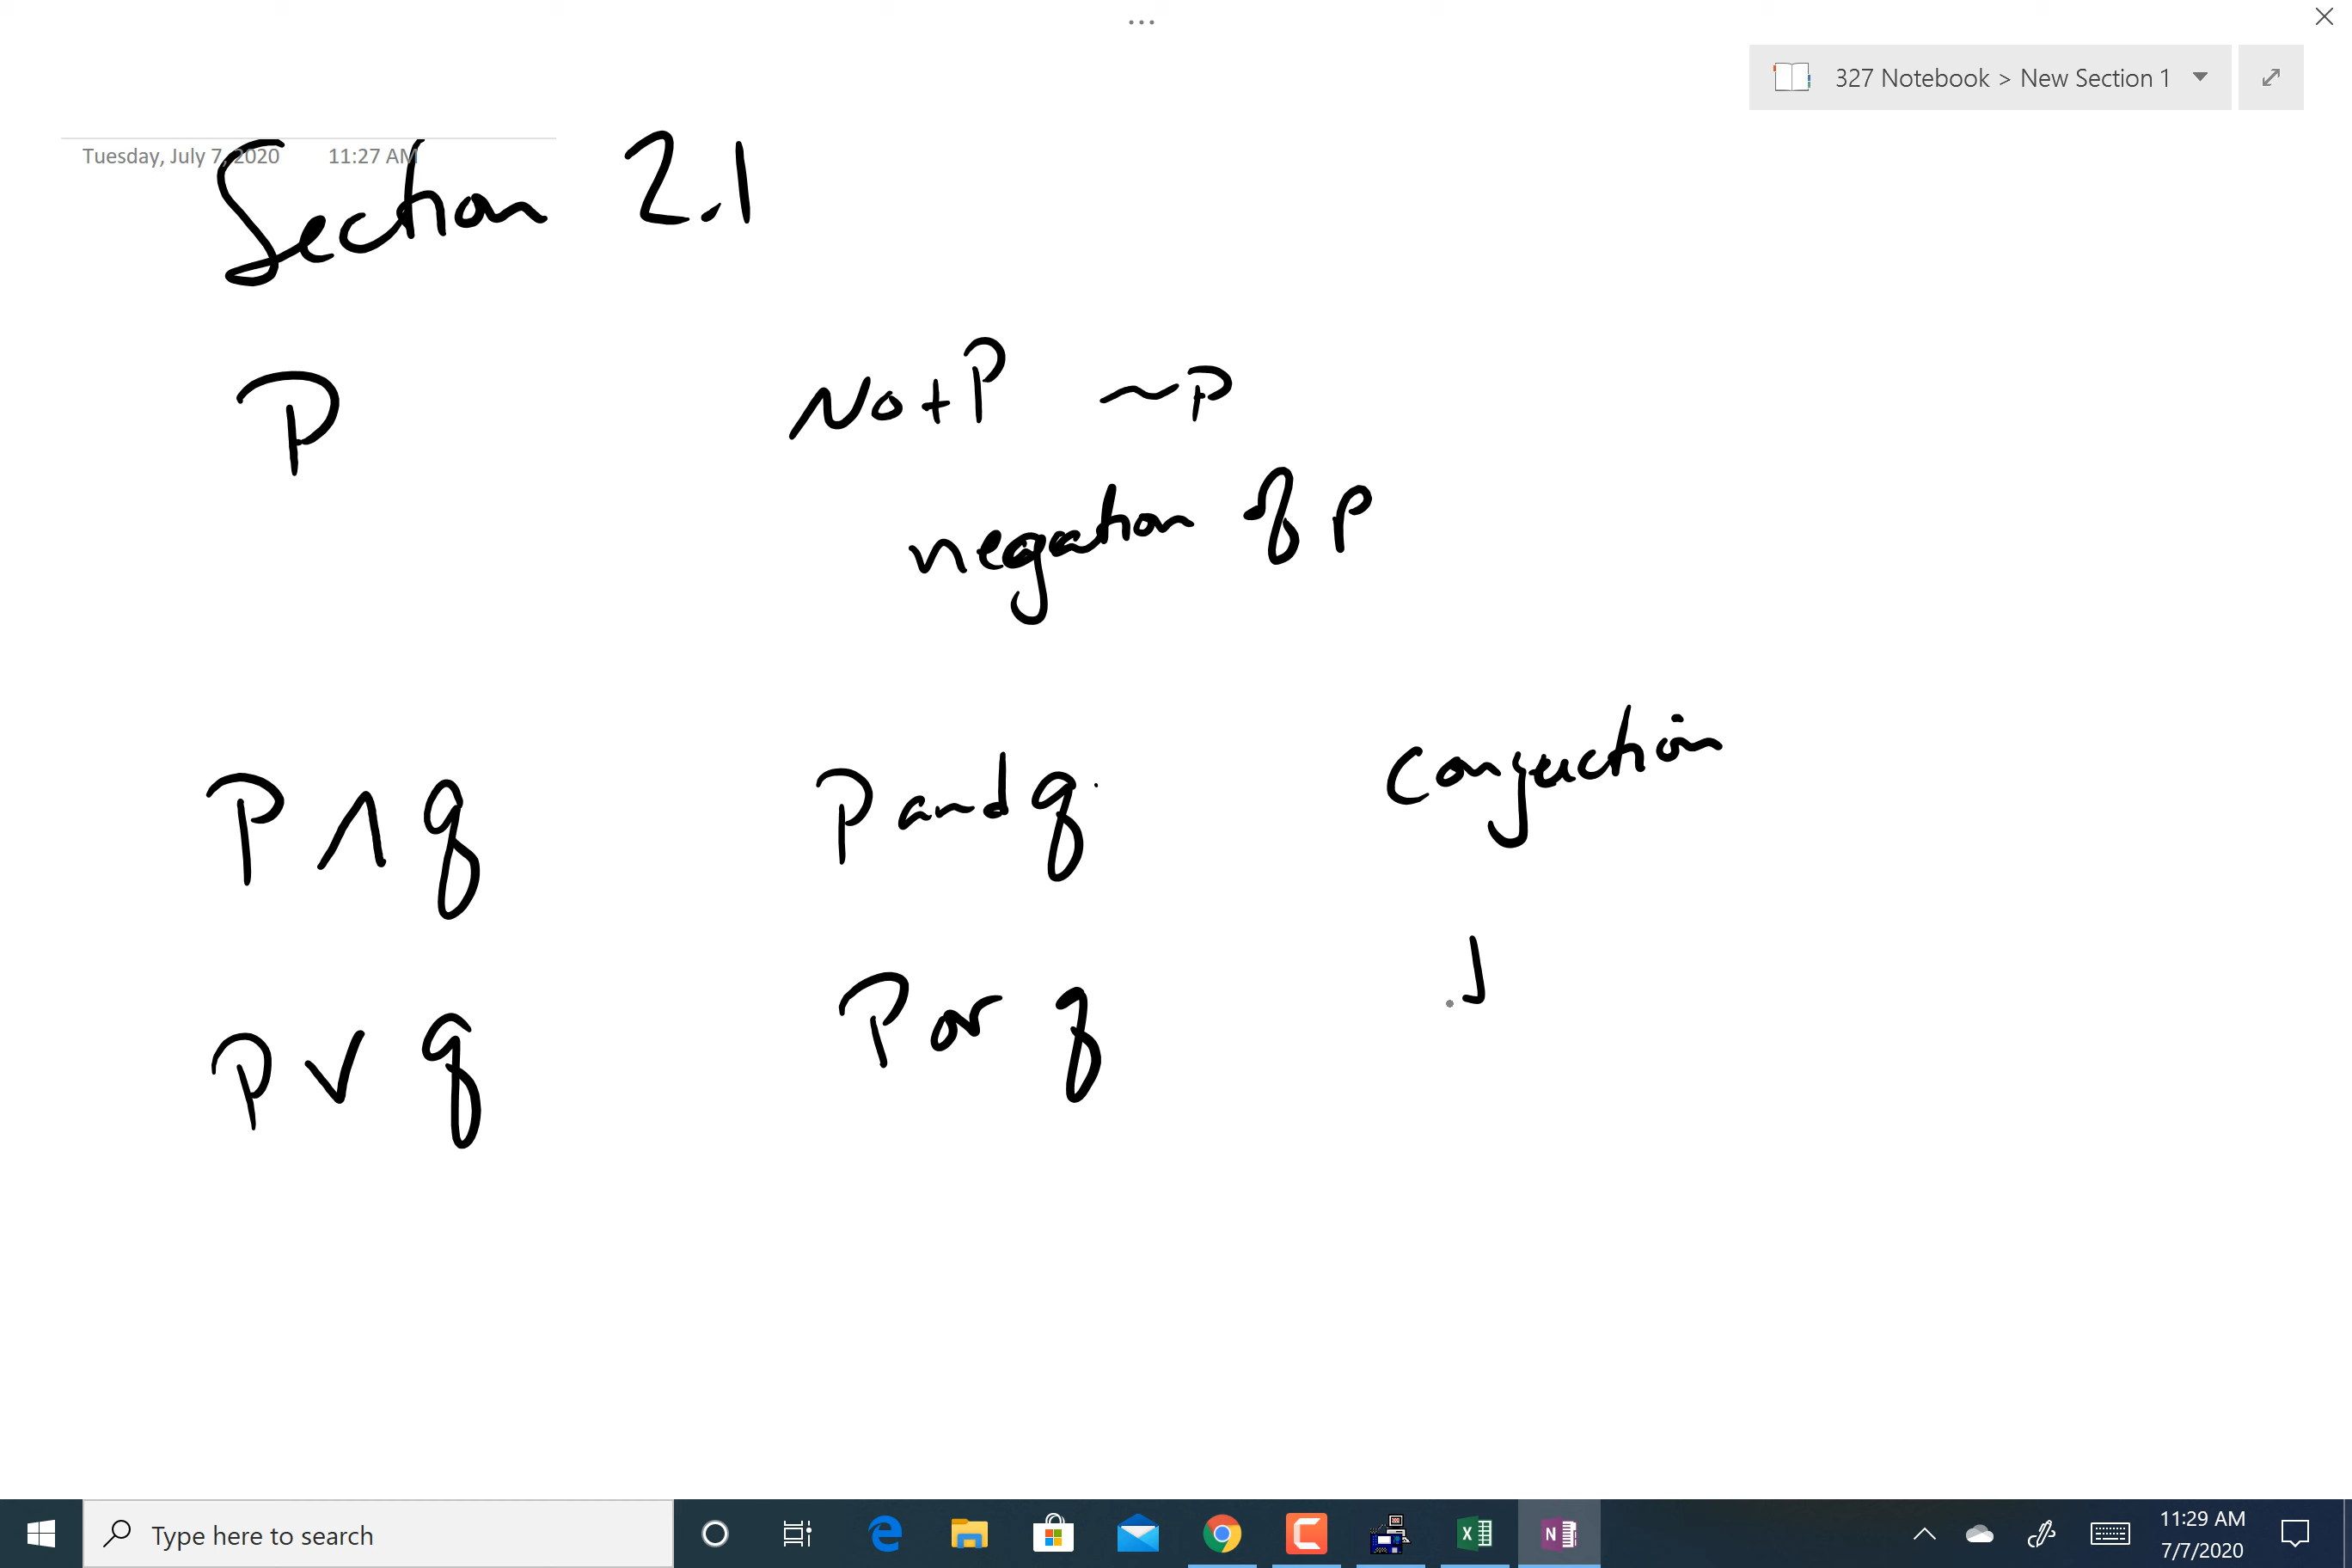 327 Notebook > New Section 1
Tuesday, July 7, 2020 11:27 AM
Section 2.1
P Not P ~P
negation of P
P ∧ q P and q. Conjuction
P ∨ q P or q
Type here to search
11:29 AM
7/7/2020